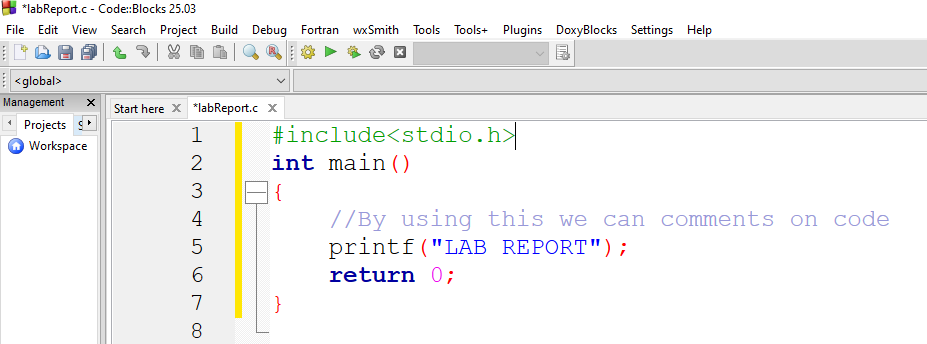 *labReport.c - Code::Blocks 25.03
File Edit View Search Project Build Debug Fortran wxSmith Tools Tools+ Plugins DoxyBlocks Settings Help
<global>
Management
Projects
Workspace
Start here *labReport.c
1 #include<stdio.h>
2 int main()
3 {
4 //By using this we can comments on code
5 printf("LAB REPORT");
6 return 0;
7 }
8